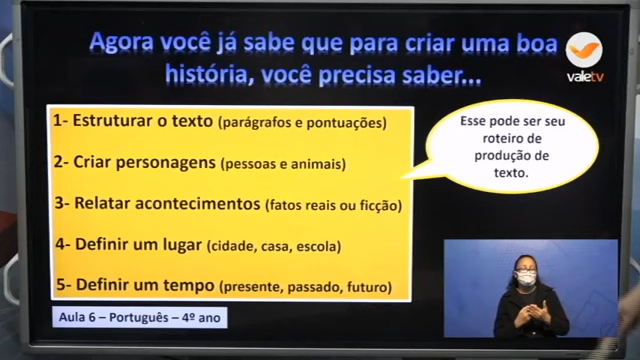 Agora você já sabe que para criar uma boa
história, você precisa saber...
valetv
1- Estruturar o texto (parágrafos e pontuações)
2- Criar personagens (pessoas e animais)
3- Relatar acontecimentos (fatos reais ou ficção)
4- Definir um lugar (cidade, casa, escola)
5- Definir um tempo (presente, passado, futuro)
Esse pode ser seu
roteiro de
produção de
texto.
Aula 6 – Português – 4º ano